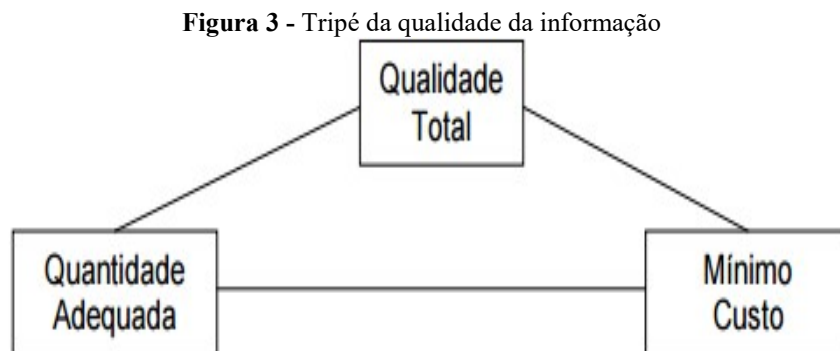 Figura 3 - Tripé da qualidade da informação
Qualidade
Total
Quantidade
Adequada
Mínimo
Custo